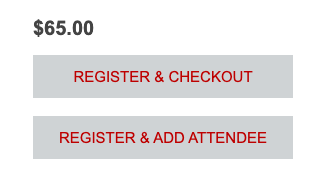 $65.00
REGISTER & CHECKOUT
REGISTER & ADD ATTENDEE